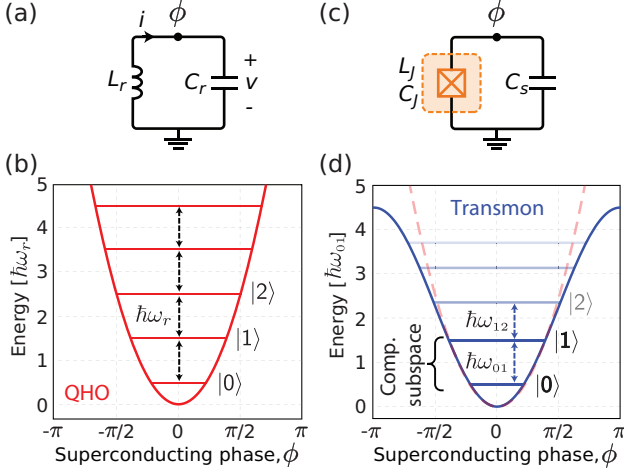 (a)
ϕ
i
L_r
C_r
+
v
-
(c)
ϕ
L_J
C_J
C_s
(b)
Energy [ℏω_r]
5
4
3
2
1
0
ℏω_r
|2⟩
|1⟩
|0⟩
QHO
-π
-π/2
0
π/2
π
Superconducting phase, ϕ
(d)
Energy [ℏω_01]
5
4
3
2
1
0
Transmon
|2⟩
ℏω_12
|1⟩
Comp.
subspace
ℏω_01
|0⟩
-π
-π/2
0
π/2
π
Superconducting phase, ϕ